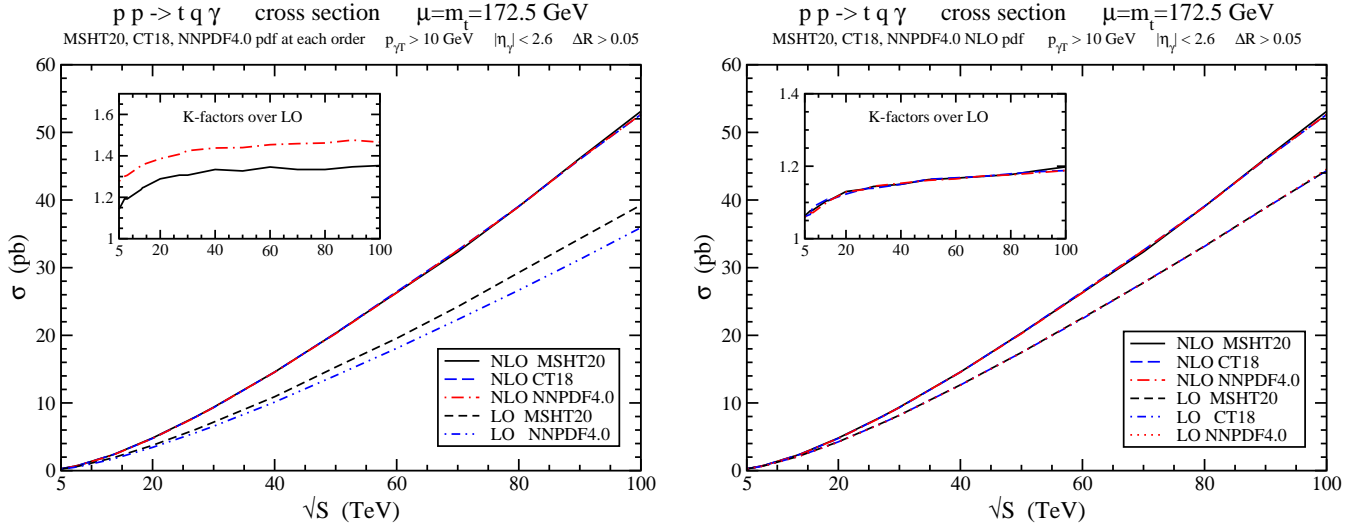 p p -> t q γ cross section μ=m_t=172.5 GeV
MSHT20, CT18, NNPDF4.0 pdf at each order p_γT > 10 GeV |η_γ| < 2.6 ΔR > 0.05
60
50
40
30
20
10
0
σ (pb)
K-factors over LO
1.6
1.4
1.2
1
5 20 40 60 80 100
NLO MSHT20
NLO CT18
NLO NNPDF4.0
LO MSHT20
LO NNPDF4.0
5 20 40 60 80 100
√S (TeV)
p p -> t q γ cross section μ=m_t=172.5 GeV
MSHT20, CT18, NNPDF4.0 NLO pdf p_γT > 10 GeV |η_γ| < 2.6 ΔR > 0.05
60
50
40
30
20
10
0
σ (pb)
K-factors over LO
1.4
1.2
1
5 20 40 60 80 100
NLO MSHT20
NLO CT18
NLO NNPDF4.0
LO MSHT20
LO CT18
LO NNPDF4.0
5 20 40 60 80 100
√S (TeV)